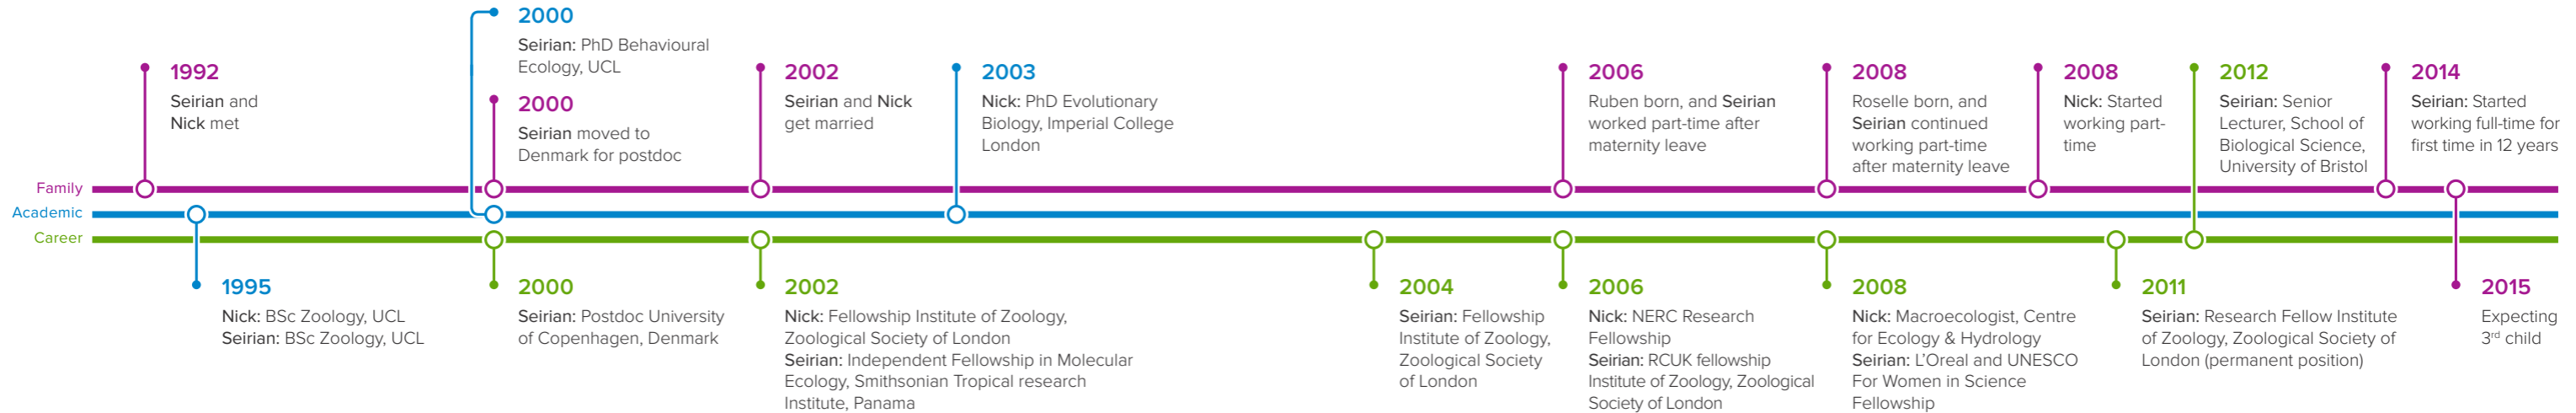 2000
Seirian: PhD Behavioural
Ecology, UCL
1992
Seirian and
Nick met
2000
Seirian moved to
Denmark for postdoc
2002
Seirian and Nick
get married
2003
Nick: PhD Evolutionary
Biology, Imperial College
London
2006
Ruben born, and Seirian
worked part-time after
maternity leave
2008
Roselle born, and
Seirian continued
working part-time
after maternity leave
2008
Nick: Started
working part-
time
2012
Seirian: Senior
Lecturer, School of
Biological Science,
University of Bristol
2014
Seirian: Started
working full-time for
first time in 12 years
Family
Academic
Career
1995
Nick: BSc Zoology, UCL
Seirian: BSc Zoology, UCL
2000
Seirian: Postdoc University
of Copenhagen, Denmark
2002
Nick: Fellowship Institute of Zoology,
Zoological Society of London
Seirian: Independent Fellowship in Molecular
Ecology, Smithsonian Tropical research
Institute, Panama
2004
Seirian: Fellowship
Institute of Zoology,
Zoological Society
of London
2006
Nick: NERC Research
Fellowship
Seirian: RCUK fellowship
Institute of Zoology, Zoological
Society of London
2008
Nick: Macroecologist, Centre
for Ecology & Hydrology
Seirian: L’Oreal and UNESCO
For Women in Science
Fellowship
2011
Seirian: Research Fellow Institute
of Zoology, Zoological Society of
London (permanent position)
2015
Expecting
3rd child